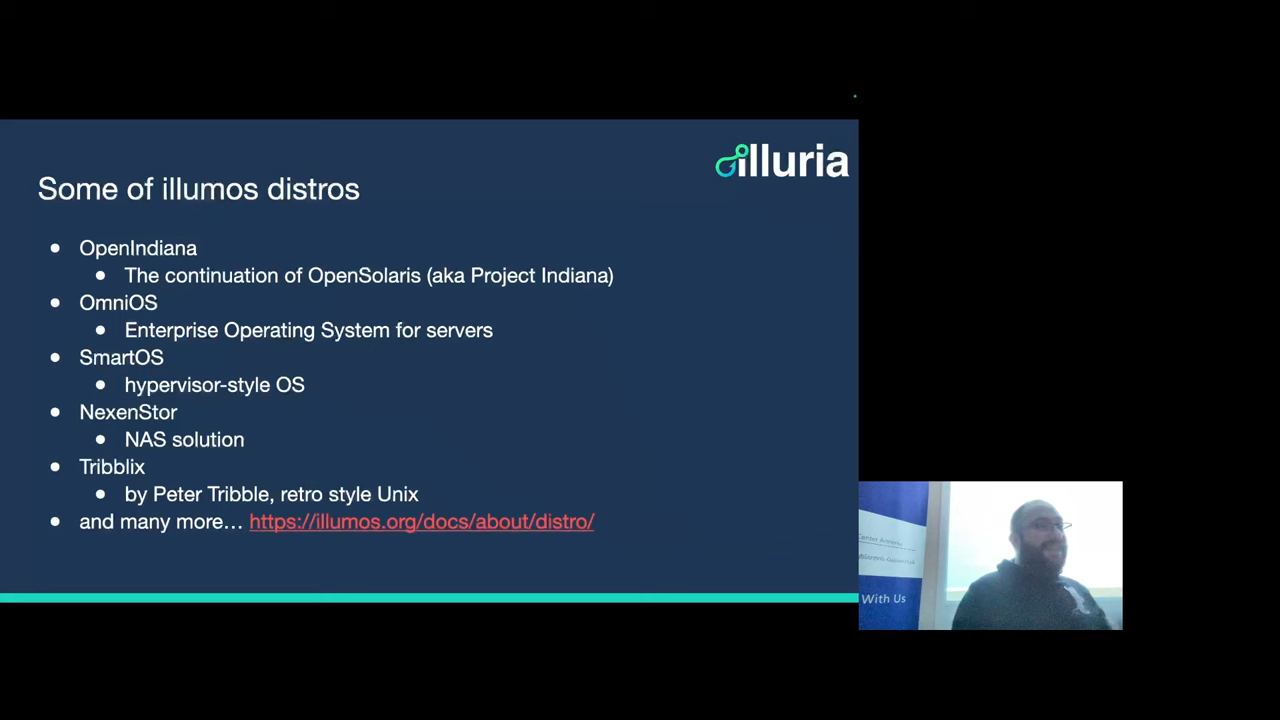 illuria
Some of illumos distros
● OpenIndiana
● The continuation of OpenSolaris (aka Project Indiana)
● OmniOS
● Enterprise Operating System for servers
● SmartOS
● hypervisor-style OS
● NexenStor
● NAS solution
● Tribblix
● by Peter Tribble, retro style Unix
● and many more… https://illumos.org/docs/about/distro/
Center
With Us